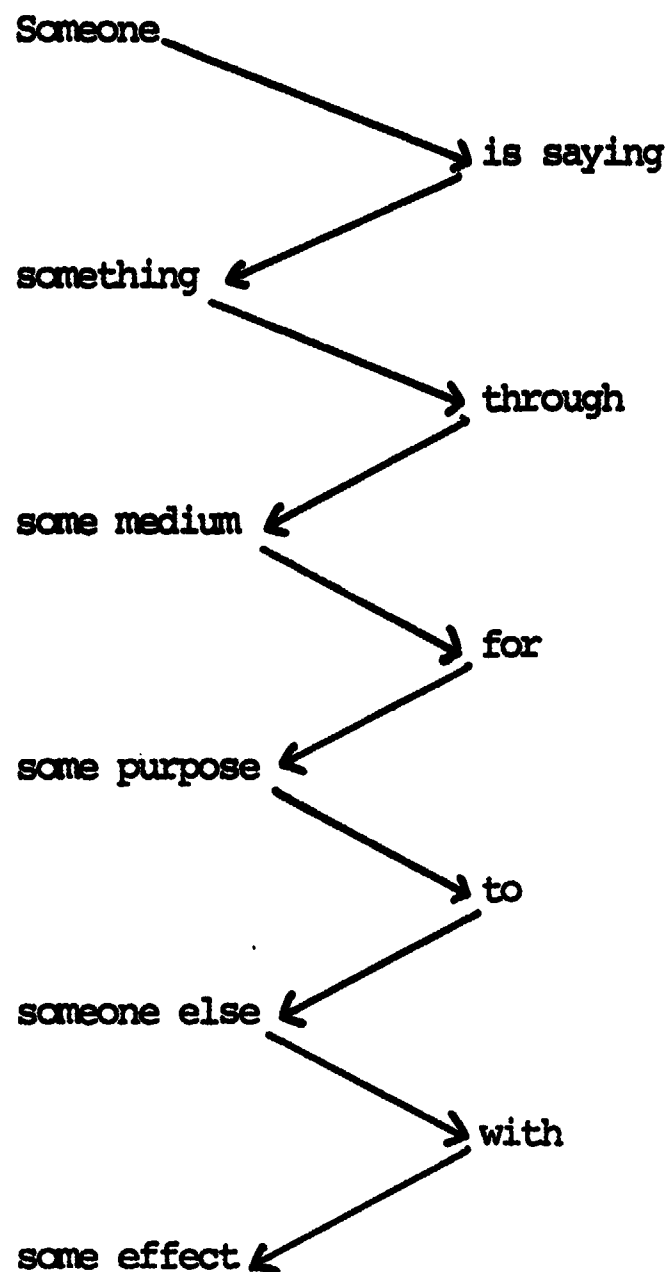 Someone
is saying
something
through
some medium
for
some purpose
to
someone else
with
some effect